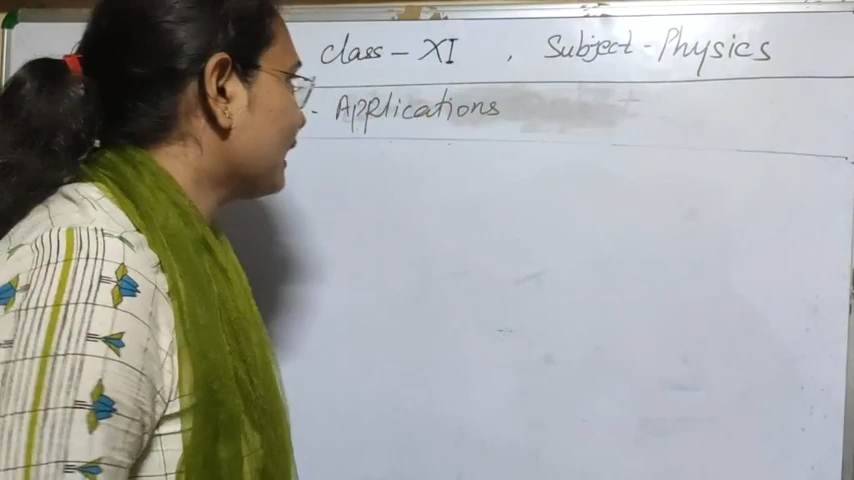 class - XI , Subject - Physics
- Applications